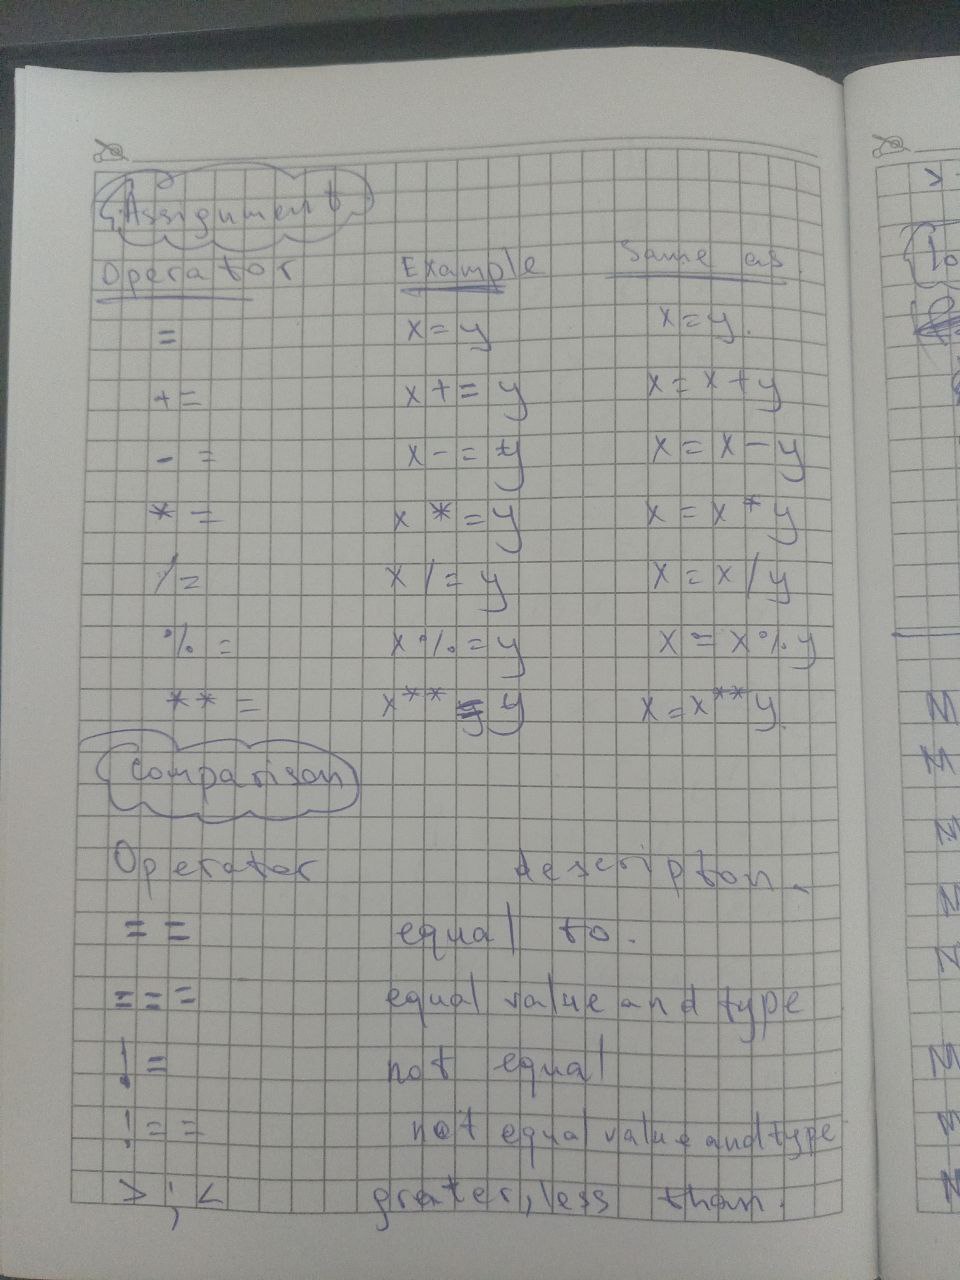 Assignment
Operator Example Same as
= x = y x = y.
+= x += y x = x + y
-= x -= y x = x - y
*= x *= y x = x * y
/= x /= y x = x / y
%= x %= y x = x % y
**= x ** = y x = x ** y.
Comparison
Operator descripton.
== equal to.
=== equal value and type
!= not equal
!== not equal value and type
> ; < grater, less than.